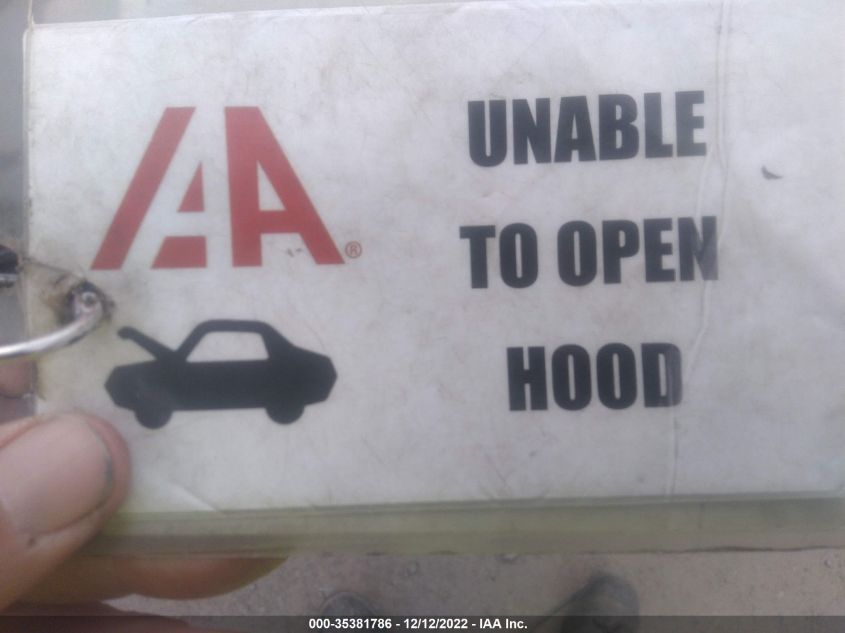 IAA®
UNABLE
TO OPEN
HOOD
000-35381786 - 12/12/2022 - IAA Inc.